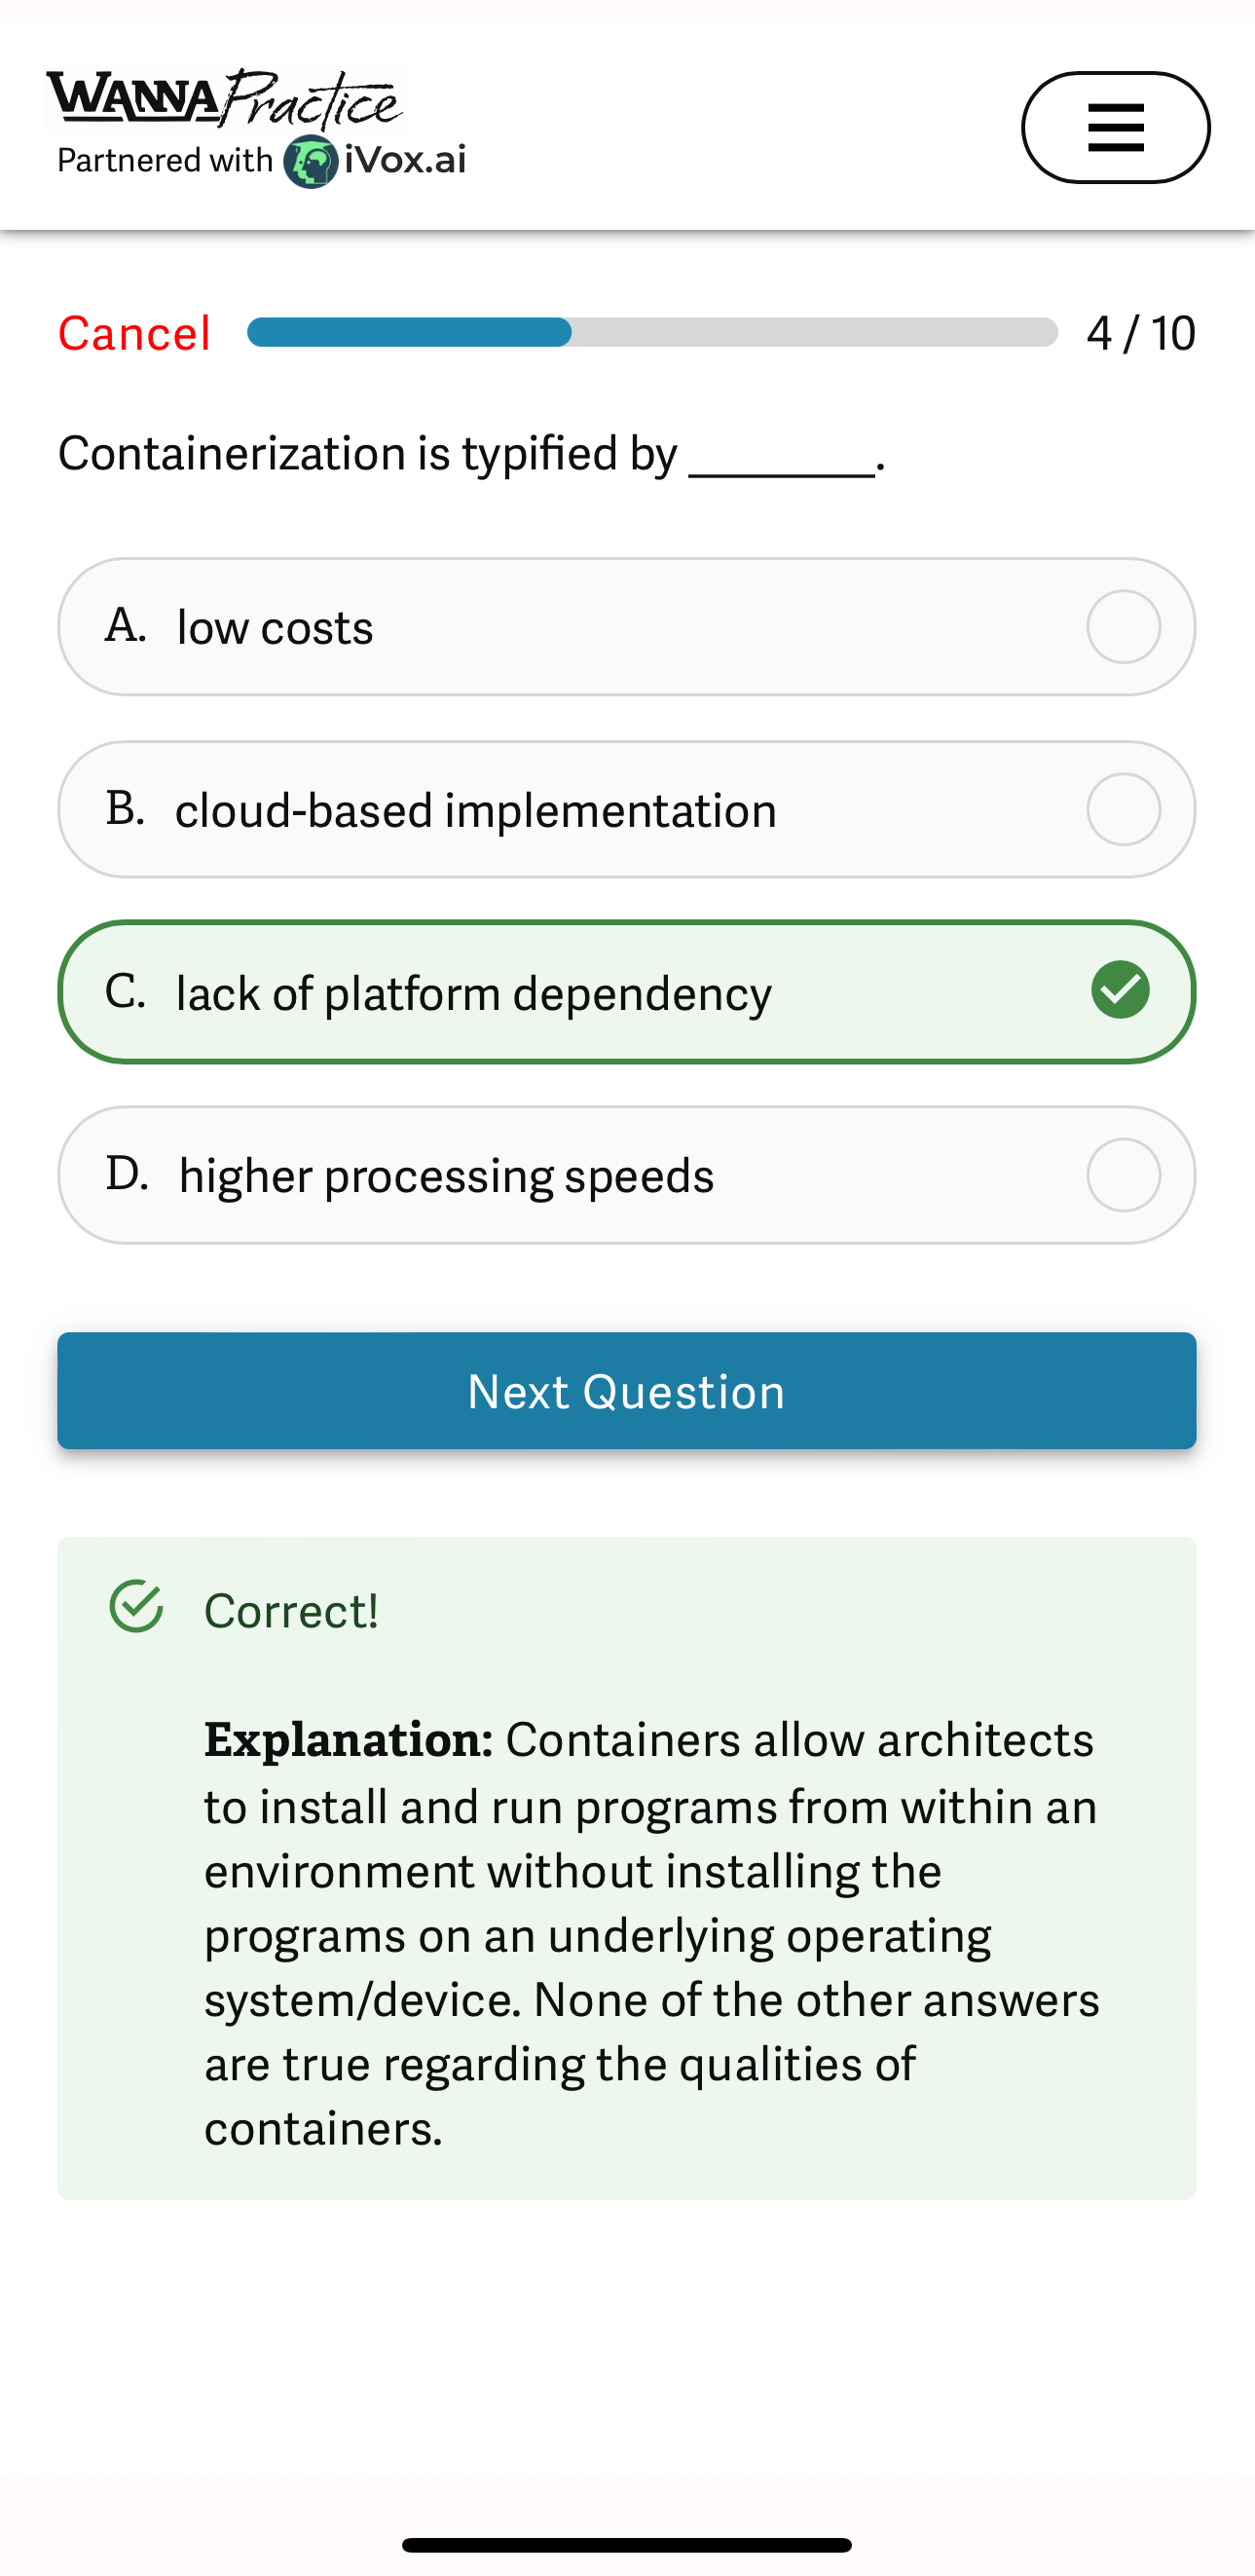 WANNA Practice
Partnered with iVox.ai
Cancel 4 / 10
Containerization is typified by ________.
A. low costs
B. cloud-based implementation
C. lack of platform dependency
D. higher processing speeds
Next Question
Correct!
Explanation: Containers allow architects
to install and run programs from within an
environment without installing the
programs on an underlying operating
system/device. None of the other answers
are true regarding the qualities of
containers.